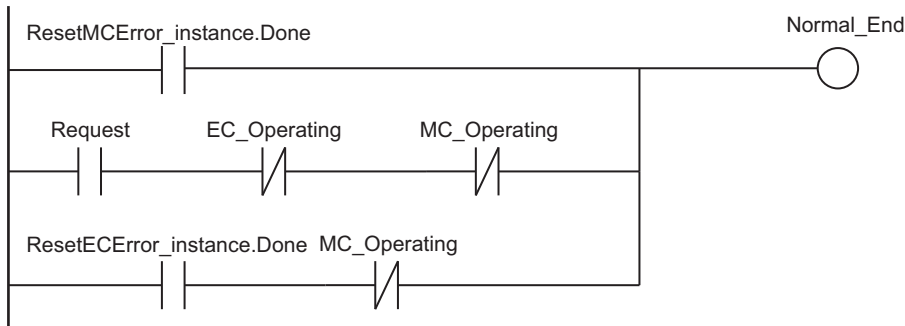 ResetMCError_instance.Done
Normal_End
Request EC_Operating MC_Operating
ResetECError_instance.Done MC_Operating